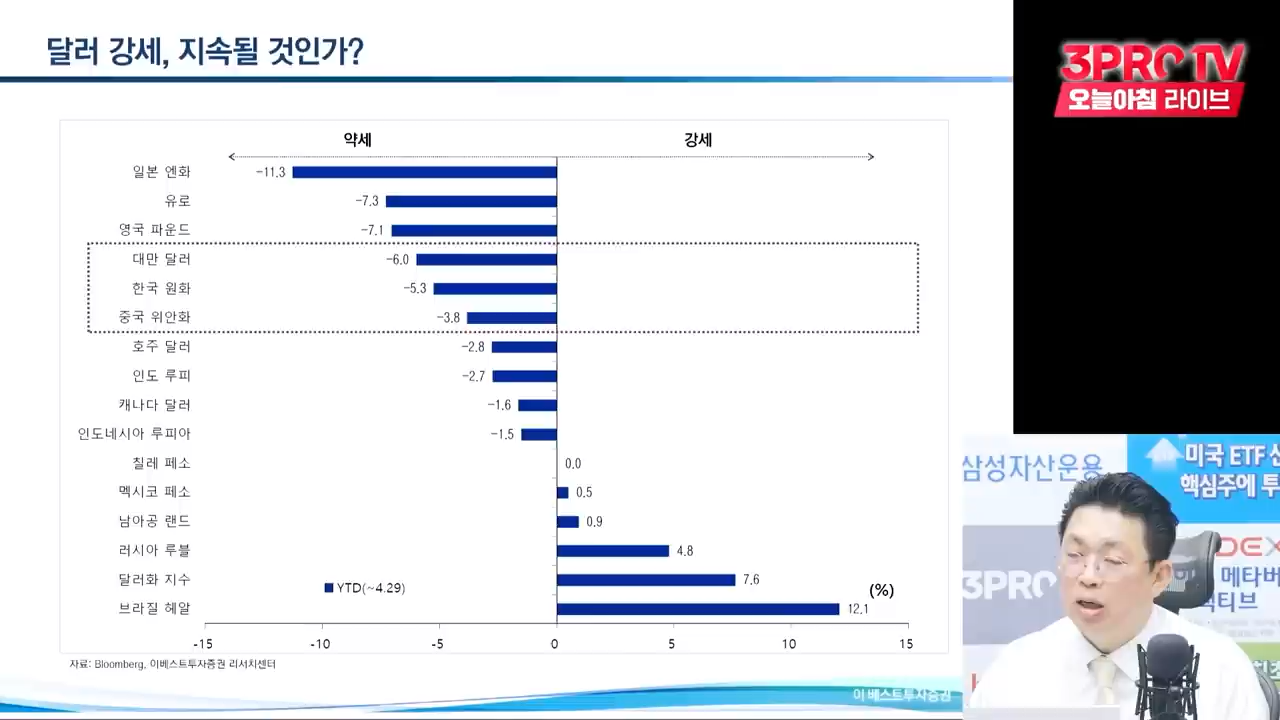 달러 강세, 지속될 것인가?
3PRO TV
오늘아침 라이브
약세
강세
일본 엔화
-11.3
유로
-7.3
영국 파운드
-7.1
대만 달러
-6.0
한국 원화
-5.3
중국 위안화
-3.8
호주 달러
-2.8
인도 루피
-2.7
캐나다 달러
-1.6
인도네시아 루피아
-1.5
칠레 페소
0.0
멕시코 페소
0.5
남아공 랜드
0.9
러시아 루블
4.8
달러화 지수
7.6
브라질 헤알
12.1
YTD(~4.29)
(%)
-15
-10
-5
0
5
10
15
자료: Bloomberg, 이베스트투자증권 리서치센터
이베스트투자증권
삼성자산운용
미국 ETF
핵심주에
3PRO
메타버